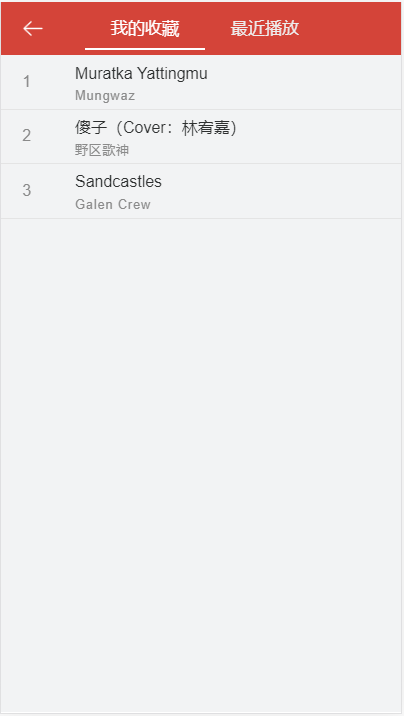 我的收藏 最近播放
1 Muratka Yattingmu
Mungwaz
2 傻子（Cover：林宥嘉）
野区歌神
3 Sandcastles
Galen Crew